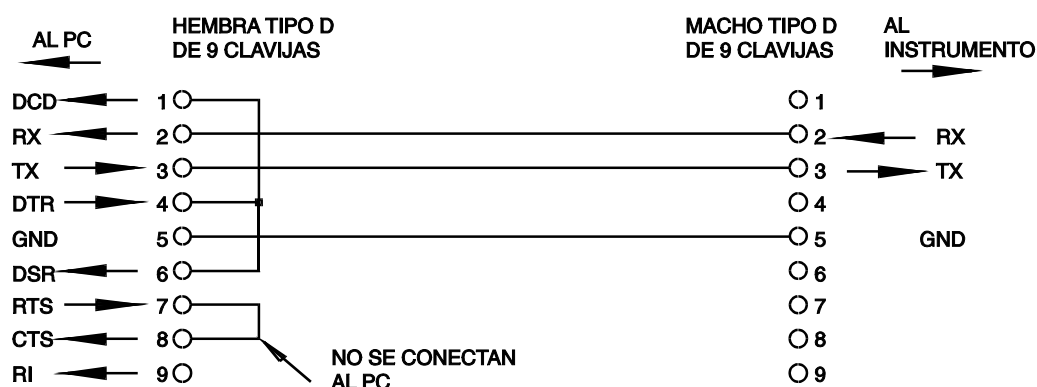 AL PC
HEMBRA TIPO D
DE 9 CLAVIJAS
MACHO TIPO D
DE 9 CLAVIJAS
AL
INSTRUMENTO
DCD 1 1
RX 2 2 RX
TX 3 3 TX
DTR 4 4
GND 5 5 GND
DSR 6 6
RTS 7 7
CTS 8 8
RI 9 9
NO SE CONECTAN
AL PC